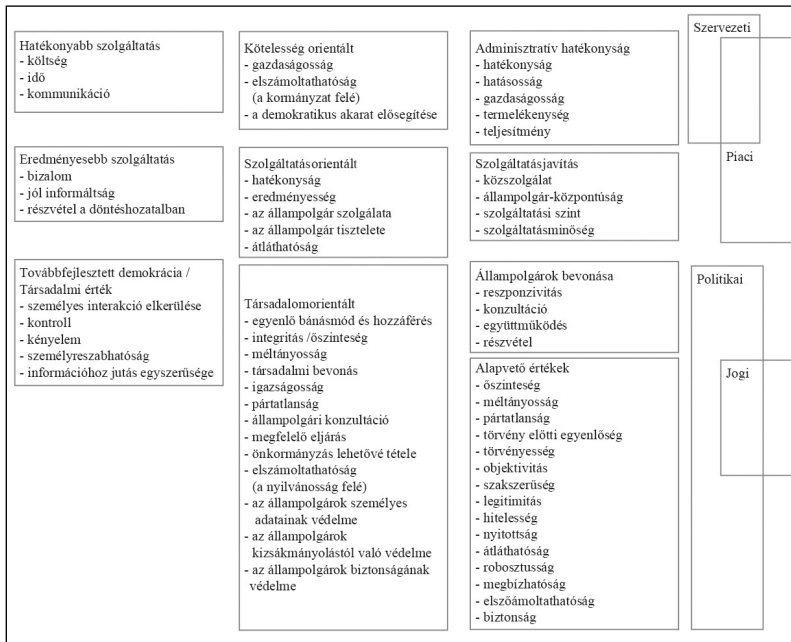 Hatékonyabb szolgáltatás
- költség
- idő
- kommunikáció
Eredményesebb szolgáltatás
- bizalom
- jól informáltság
- részvétel a döntéshozatalban
Továbbfejlesztett demokrácia /
Társadalmi érték
- személyes interakció elkerülése
- kontroll
- kényelem
- személyreszabhatóság
- információhoz jutás egyszerűsége
Kötelesség orientált
- gazdaságosság
- elszámoltathatóság
(a kormányzat felé)
- a demokratikus akarat elősegítése
Szolgáltatásorientált
- hatékonyság
- eredményesség
- az állampolgár szolgálata
- az állampolgár tisztelete
- átláthatóság
Társadalomorientált
- egyenlő bánásmód és hozzáférés
- integritás /őszinteség
- méltányosság
- társadalmi bevonás
- igazságosság
- pártatlanság
- állampolgári konzultáció
- megfelelő eljárás
- önkormányzás lehetővé tétele
- elszámoltathatóság
(a nyilvánosság felé)
- az állampolgárok személyes
adatainak védelme
- az állampolgárok
kizsákmányolástól való védelme
- az állampolgárok biztonságának
védelme
Adminisztratív hatékonyság
- hatékonyság
- hatásosság
- gazdaságosság
- termelékenység
- teljesítmény
Szolgáltatásjavítás
- közszolgálat
- állampolgár-központúság
- szolgáltatási szint
- szolgáltatásminőség
Állampolgárok bevonása
- reszponzivitás
- konzultáció
- együttműködés
- részvétel
Alapvető értékek
- őszinteség
- méltányosság
- pártatlanság
- törvény előtti egyenlőség
- törvényesség
- objektivitás
- szakszerűség
- legitimitás
- hitelesség
- nyitottság
- átláthatóság
- robosztusság
- megbízhatóság
- elszőámoltathatóság
- biztonság
Szervezeti
Piaci
Politikai
Jogi